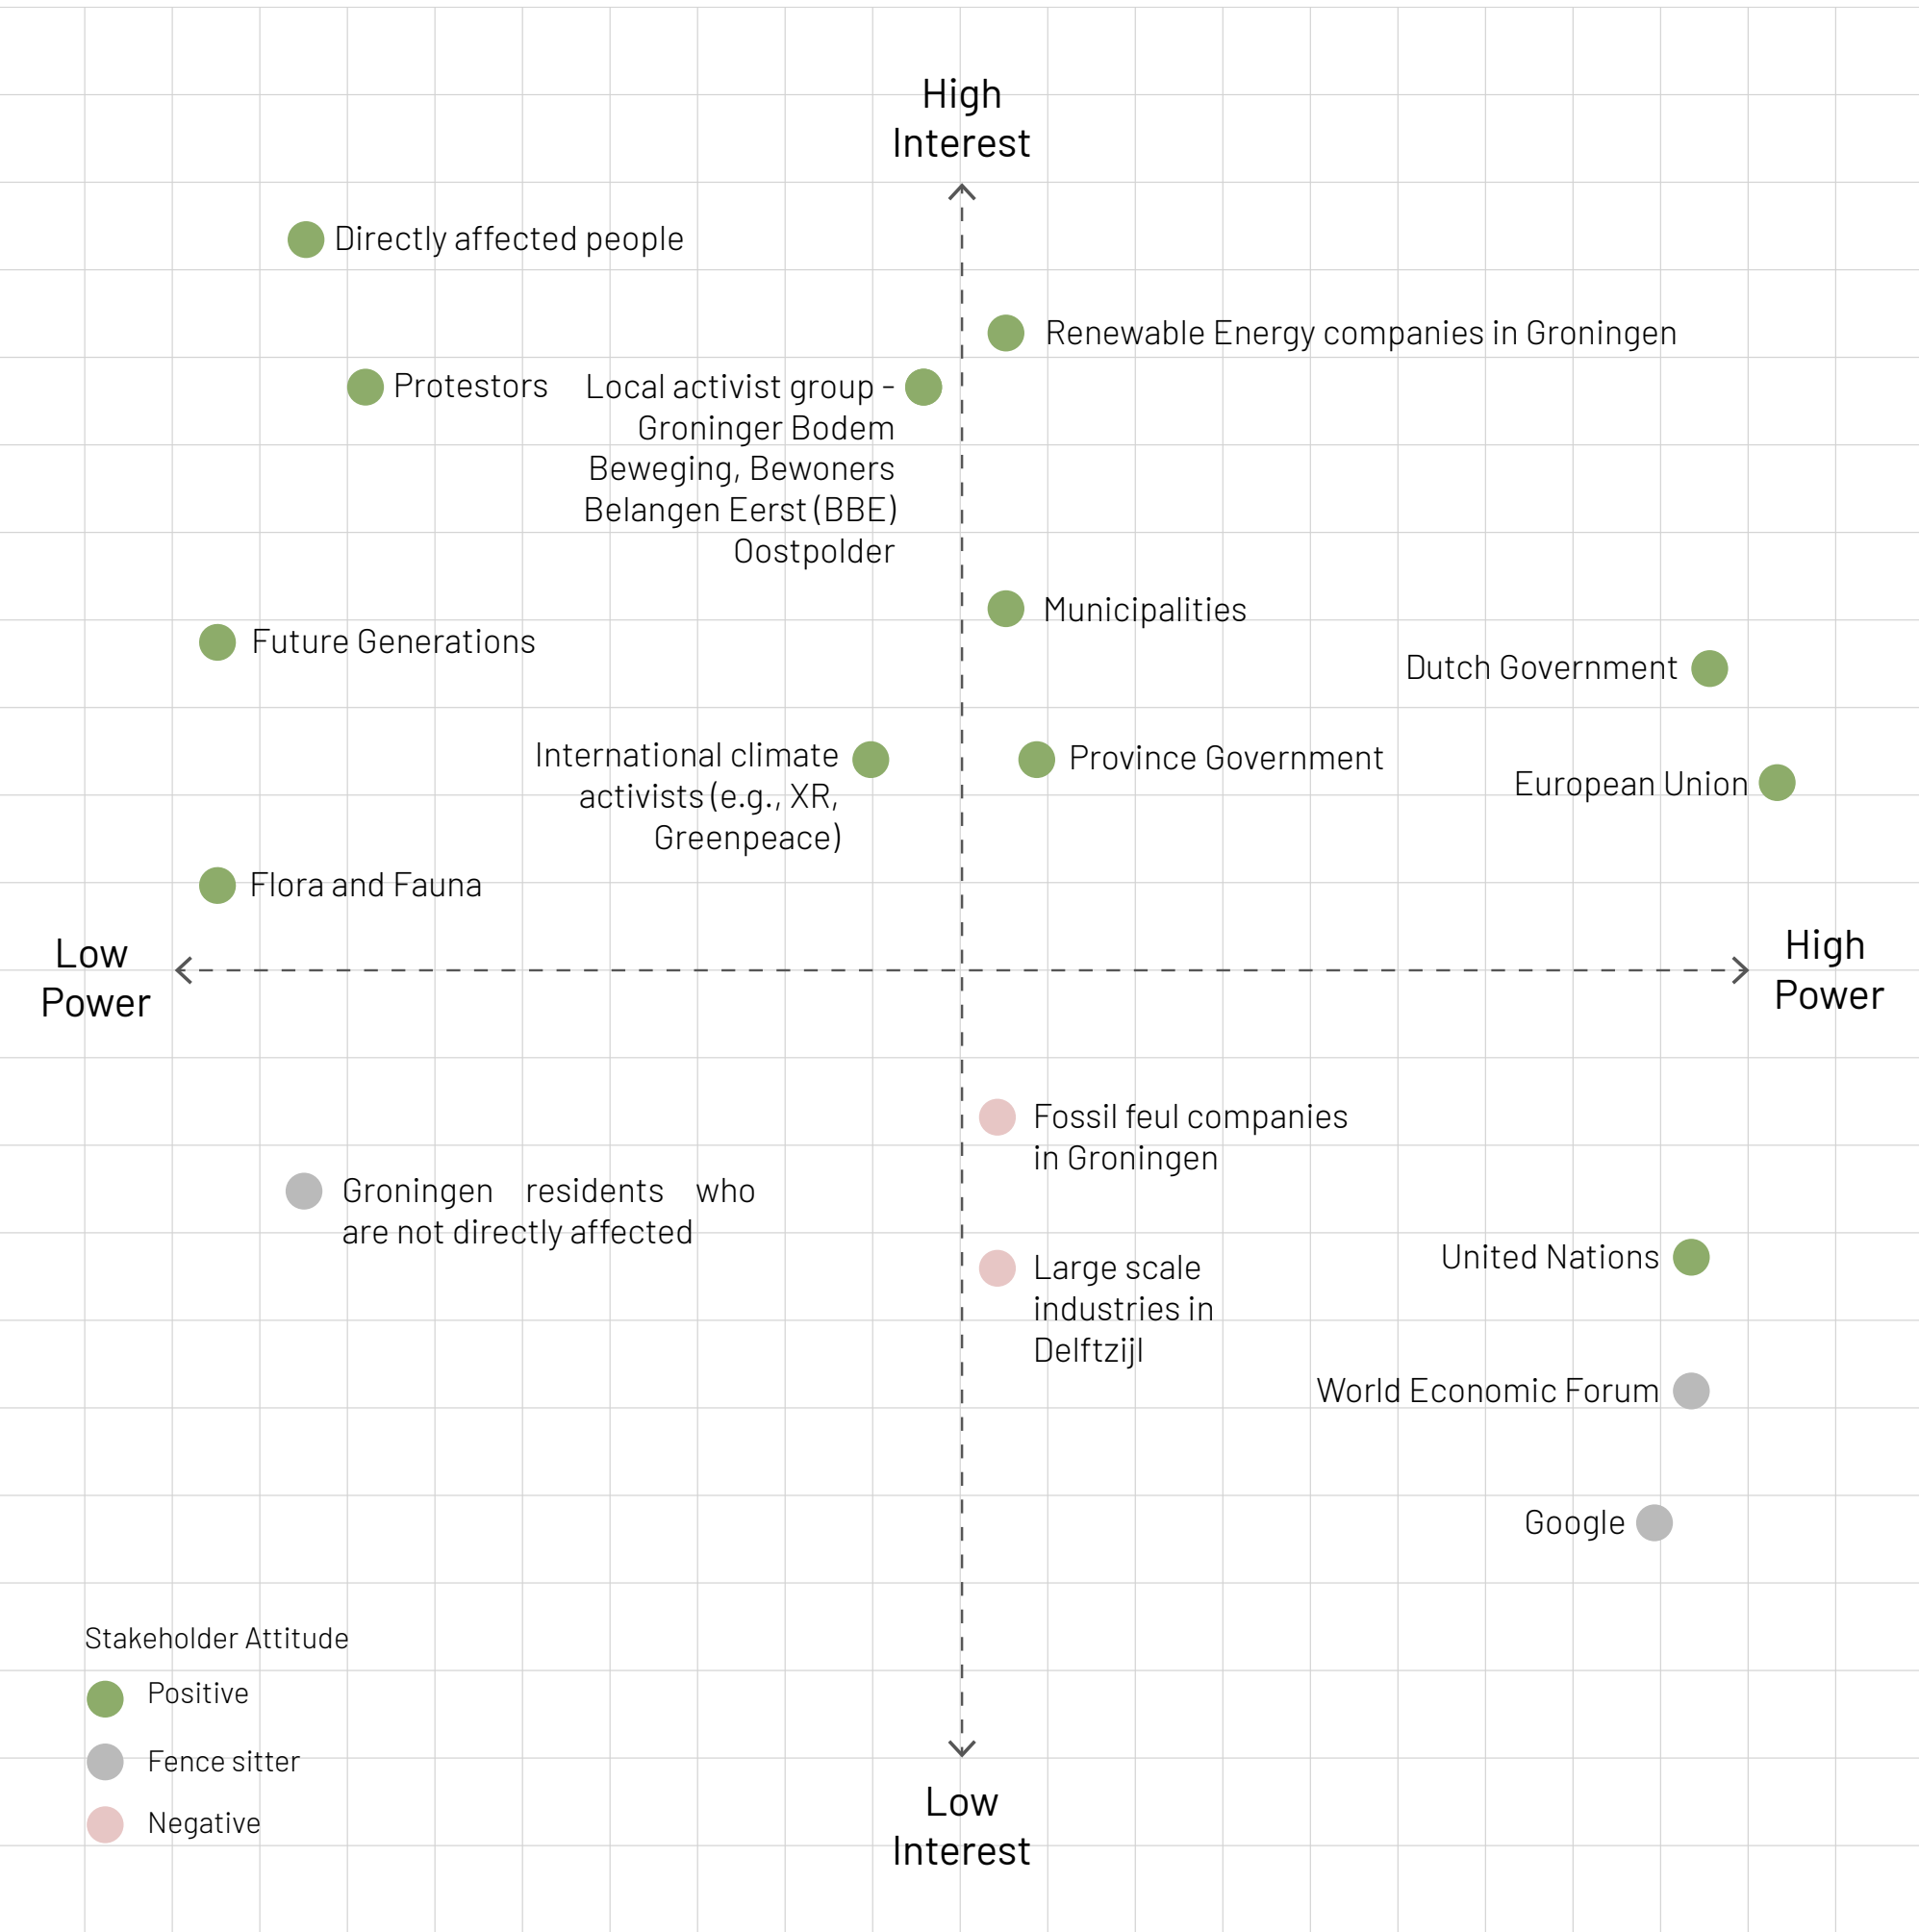 High
Interest
Directly affected people
Renewable Energy companies in Groningen
Protestors
Local activist group -
Groninger Bodem
Beweging, Bewoners
Belangen Eerst (BBE)
Oostpolder
Municipalities
Future Generations
Dutch Government
International climate
activists (e.g., XR,
Greenpeace)
Province Government
European Union
Flora and Fauna
Low
Power
High
Power
Fossil feul companies
in Groningen
Groningen residents who
are not directly affected
United Nations
Large scale
industries in
Delftzijl
World Economic Forum
Google
Stakeholder Attitude
Positive
Fence sitter
Negative
Low
Interest